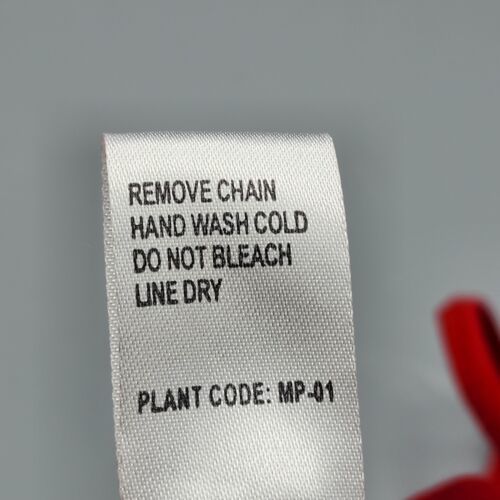 REMOVE CHAIN
HAND WASH COLD
DO NOT BLEACH
LINE DRY
PLANT CODE: MP-01